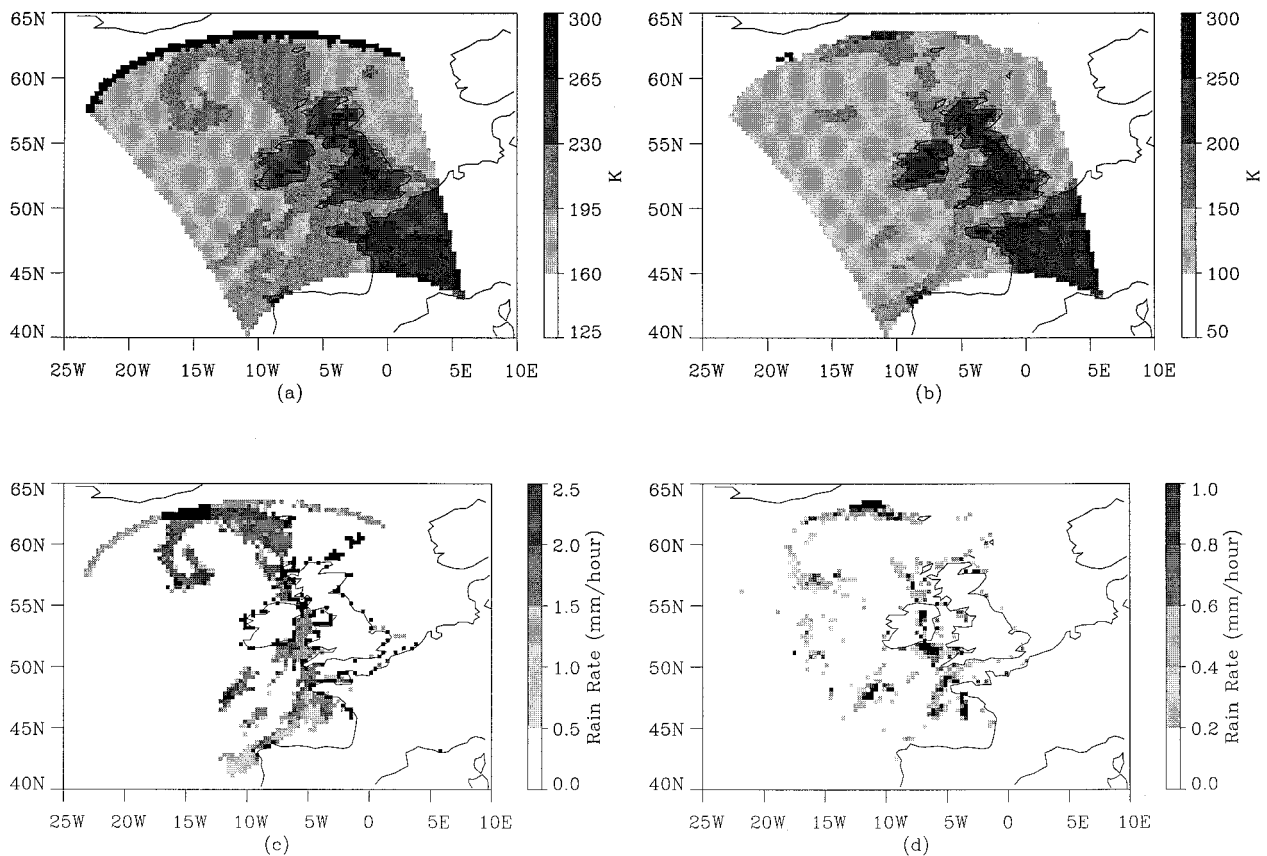 65N
60N
55N
50N
45N
40N
25W 20W 15W 10W 5W 0 5E 10E
(a)
300
265
230
195
160
125
K
65N
60N
55N
50N
45N
40N
25W 20W 15W 10W 5W 0 5E 10E
(b)
300
250
200
150
100
50
K
65N
60N
55N
50N
45N
40N
25W 20W 15W 10W 5W 0 5E 10E
(c)
2.5
2.0
1.5
1.0
0.5
0.0
Rain Rate (mm/hour)
65N
60N
55N
50N
45N
40N
25W 20W 15W 10W 5W 0 5E 10E
(d)
1.0
0.8
0.6
0.4
0.2
0.0
Rain Rate (mm/hour)